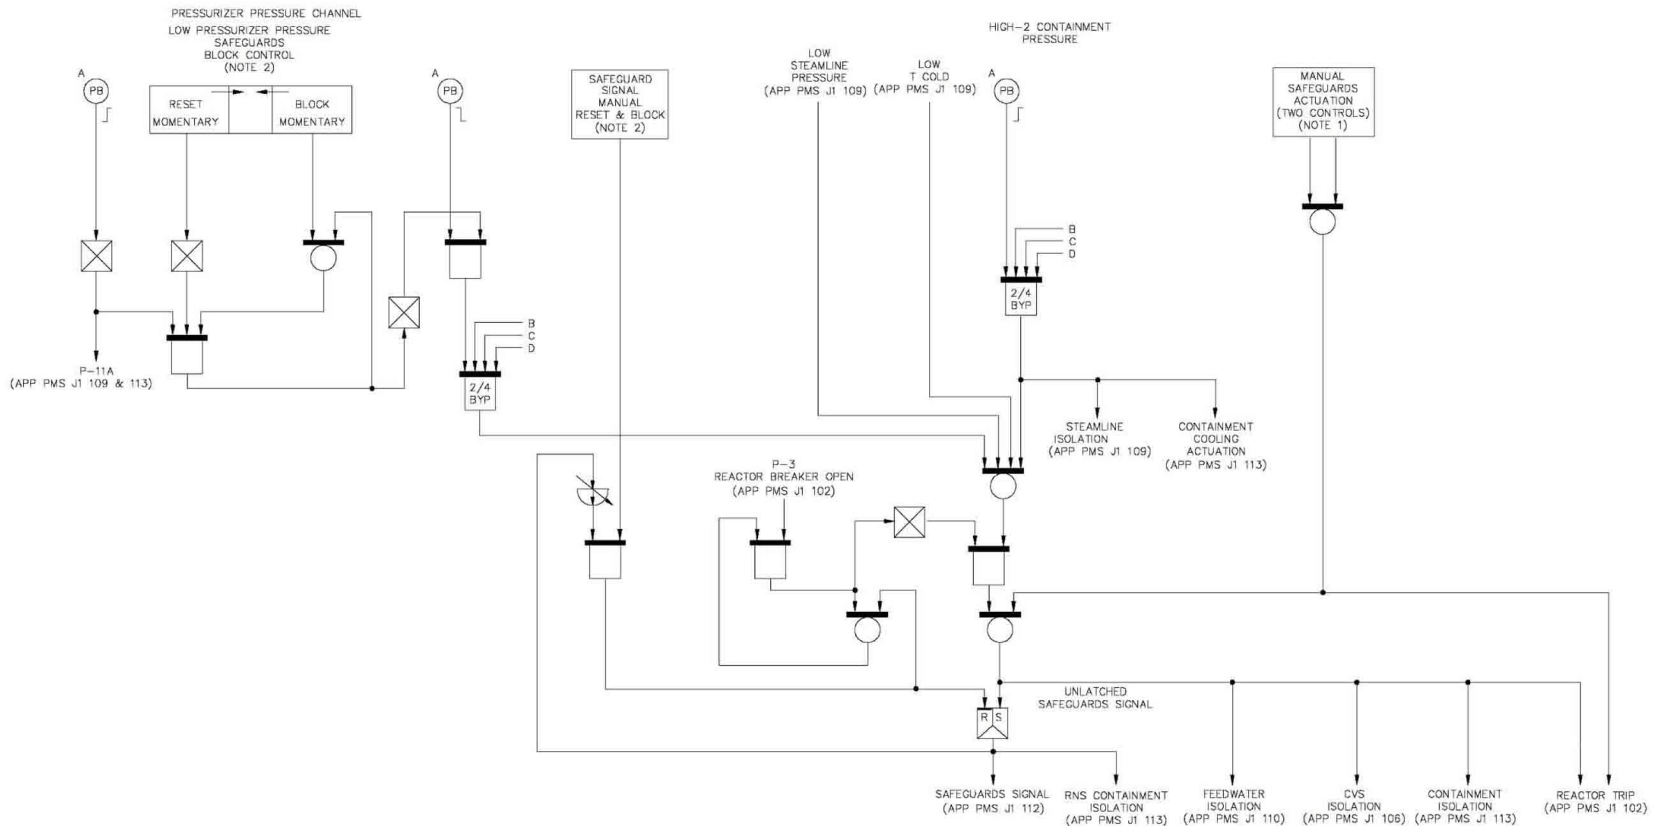 PRESSURIZER PRESSURE CHANNEL
LOW PRESSURIZER PRESSURE
SAFEGUARDS
BLOCK CONTROL
(NOTE 2)
A
PB
RESET
MOMENTARY
BLOCK
MOMENTARY
A
PB
SAFEGUARD
SIGNAL
MANUAL
RESET & BLOCK
(NOTE 2)
LOW
STEAMLINE
PRESSURE
(APP PMS J1 109)
LOW
T COLD
(APP PMS J1 109)
HIGH-2 CONTAINMENT
PRESSURE
A
PB
MANUAL
SAFEGUARDS
ACTUATION
(TWO CONTROLS)
(NOTE 1)
B
C
D
2/4
BYP
P-11A
(APP PMS J1 109 & 113)
B
C
D
2/4
BYP
STEAMLINE
ISOLATION
(APP PMS J1 109)
CONTAINMENT
COOLING
ACTUATION
(APP PMS J1 113)
P-3
REACTOR BREAKER OPEN
(APP PMS J1 102)
UNLATCHED
SAFEGUARDS SIGNAL
R S
SAFEGUARDS SIGNAL
(APP PMS J1 112)
RNS CONTAINMENT
ISOLATION
(APP PMS J1 113)
FEEDWATER
ISOLATION
(APP PMS J1 110)
CVS
ISOLATION
(APP PMS J1 106)
CONTAINMENT
ISOLATION
(APP PMS J1 113)
REACTOR TRIP
(APP PMS J1 102)